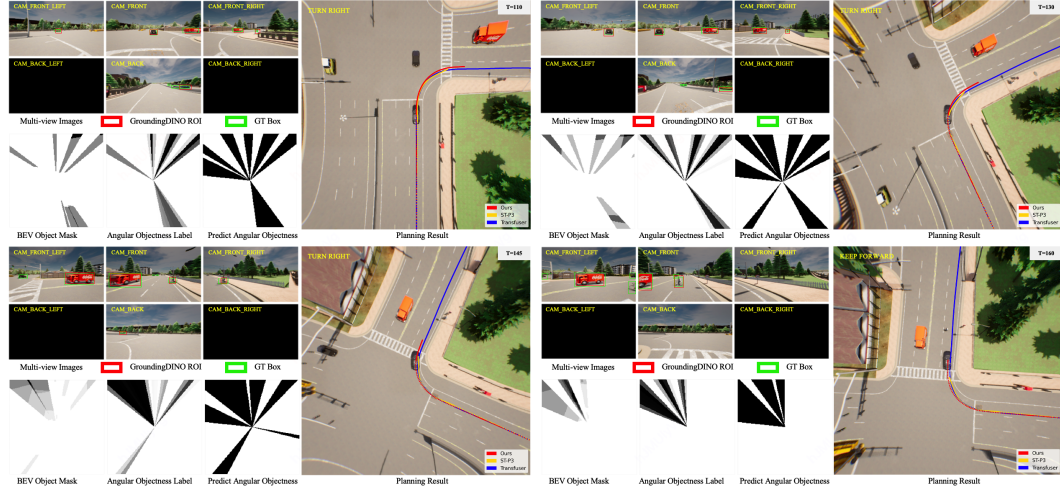 CAM_FRONT_LEFT
CAM_FRONT
CAM_FRONT_RIGHT
CAM_BACK_LEFT
CAM_BACK
CAM_BACK_RIGHT
Multi-view Images
GroundingDINO ROI
GT Box
BEV Object Mask
Angular Objectness Label
Predict Angular Objectness
TURN RIGHT
T=110
Ours
ST-P3
Transfuser
Planning Result
CAM_FRONT_LEFT
CAM_FRONT
CAM_FRONT_RIGHT
CAM_BACK_LEFT
CAM_BACK
CAM_BACK_RIGHT
Multi-view Images
GroundingDINO ROI
GT Box
BEV Object Mask
Angular Objectness Label
Predict Angular Objectness
TURN RIGHT
T=130
Ours
ST-P3
Transfuser
Planning Result
CAM_FRONT_LEFT
CAM_FRONT
CAM_FRONT_RIGHT
CAM_BACK_LEFT
CAM_BACK
CAM_BACK_RIGHT
Multi-view Images
GroundingDINO ROI
GT Box
BEV Object Mask
Angular Objectness Label
Predict Angular Objectness
TURN RIGHT
T=145
Ours
ST-P3
Transfuser
Planning Result
CAM_FRONT_LEFT
CAM_FRONT
CAM_FRONT_RIGHT
CAM_BACK_LEFT
CAM_BACK
CAM_BACK_RIGHT
Multi-view Images
GroundingDINO ROI
GT Box
BEV Object Mask
Angular Objectness Label
Predict Angular Objectness
KEEP FORWARD
T=160
Ours
ST-P3
Transfuser
Planning Result